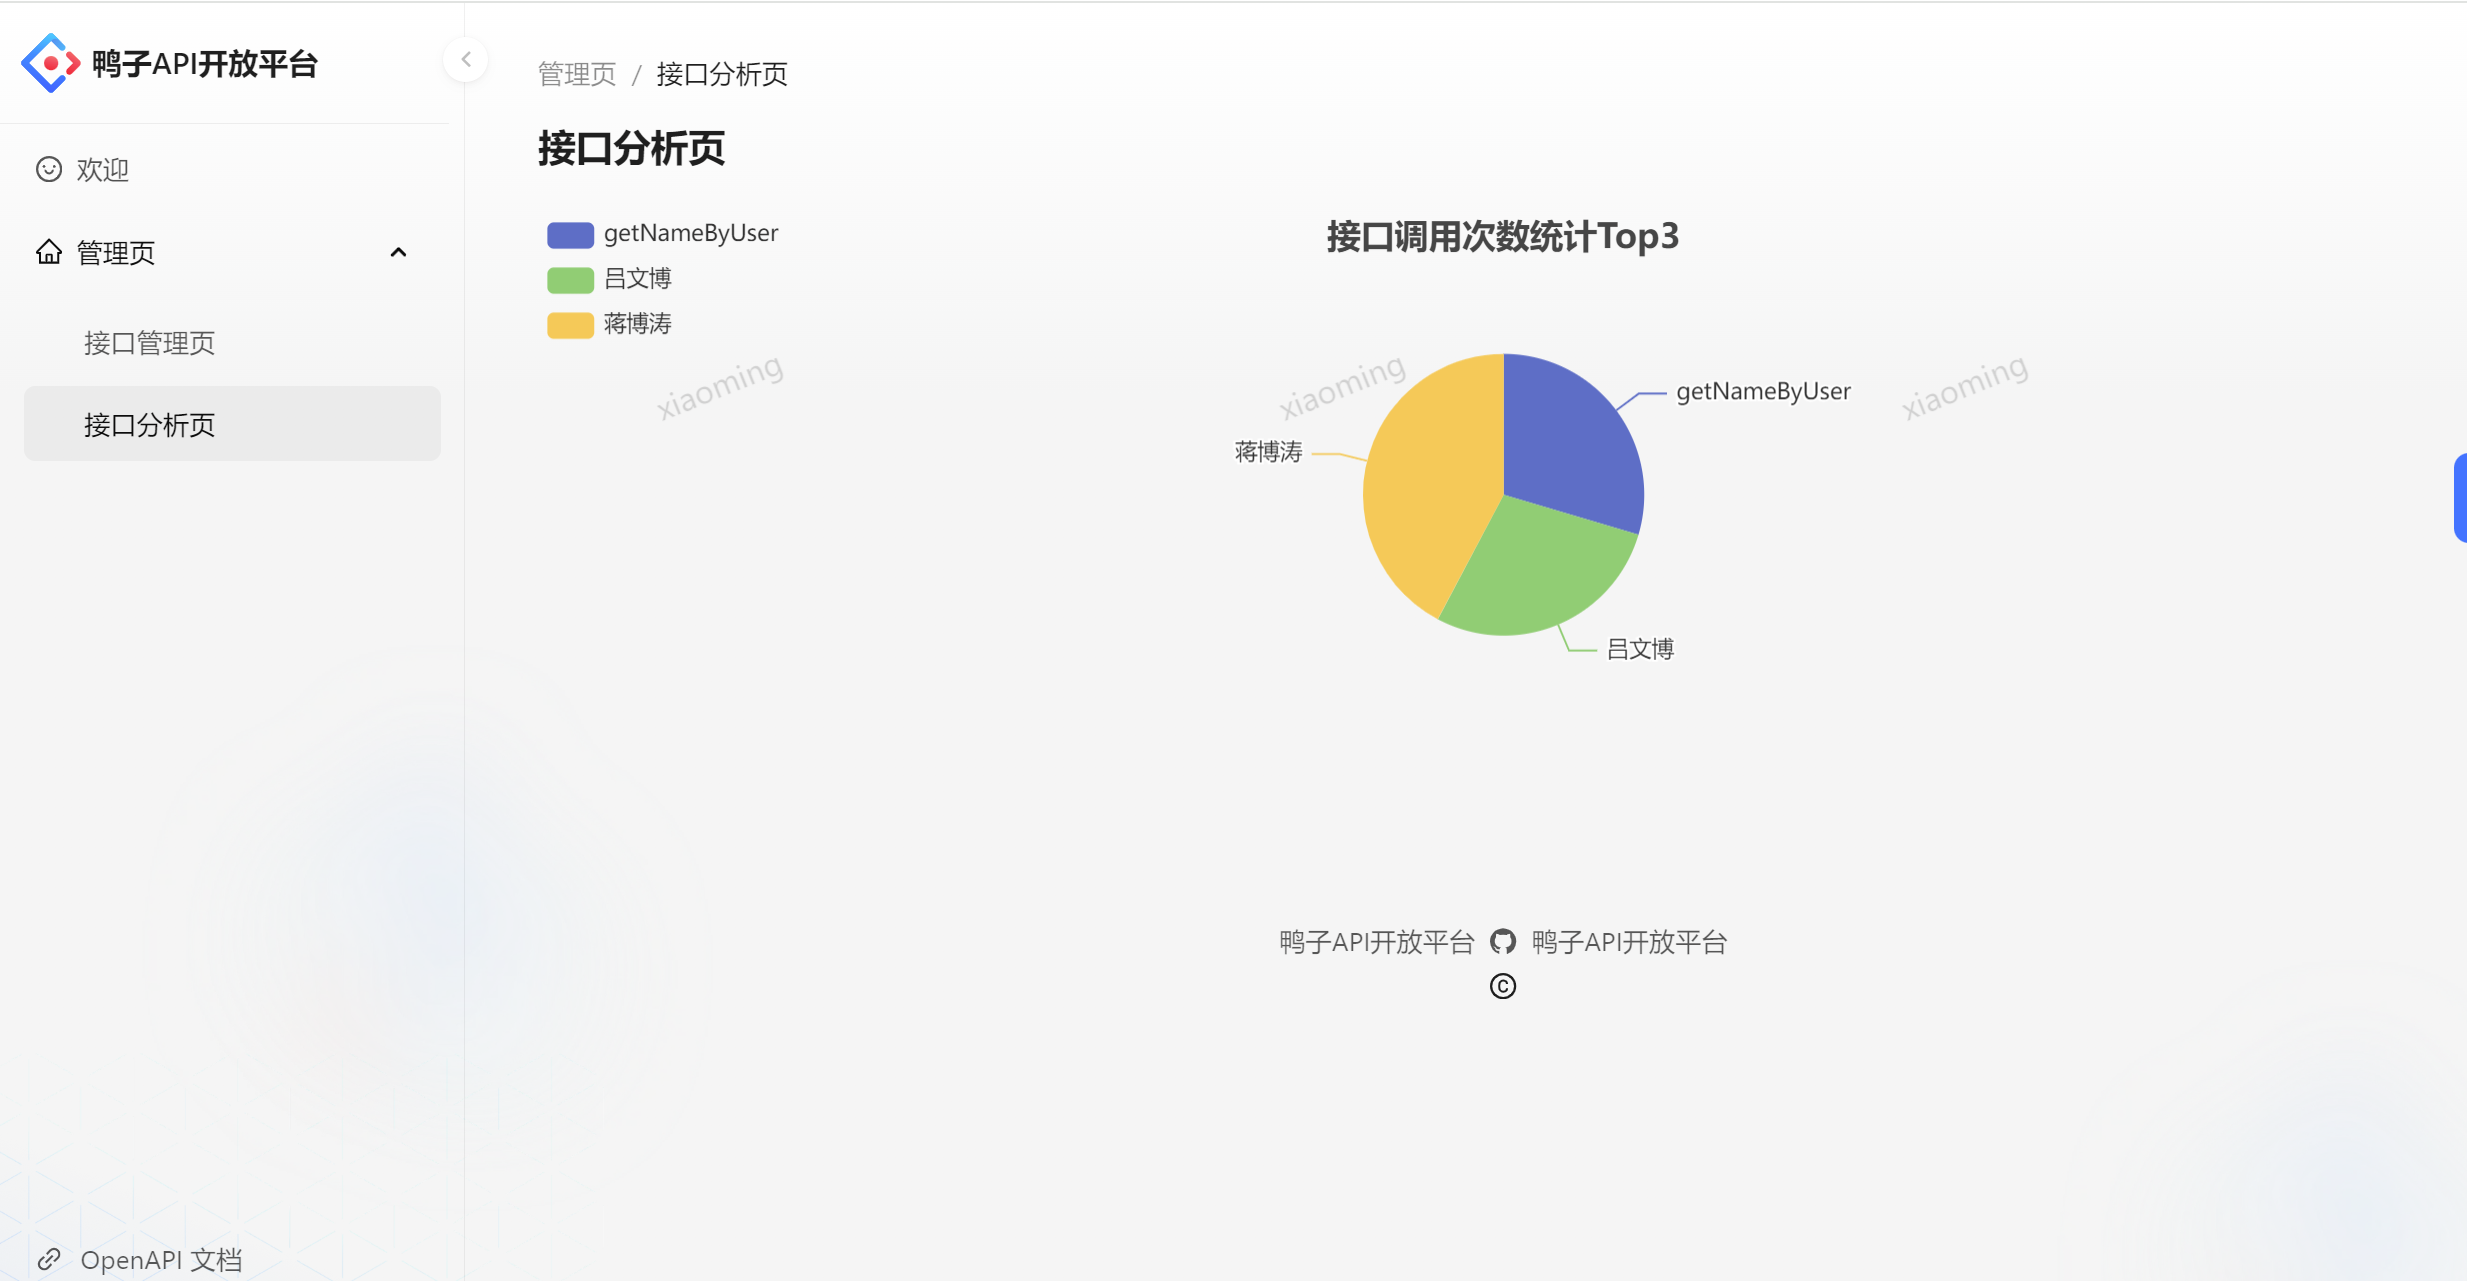 鸭子API开放平台
欢迎
管理页
接口管理页
接口分析页
OpenAPI 文档
管理页 / 接口分析页
接口分析页
getNameByUser
吕文博
蒋博涛
接口调用次数统计Top3
xiaoming
xiaoming
xiaoming
getNameByUser
蒋博涛
吕文博
鸭子API开放平台 鸭子API开放平台
©